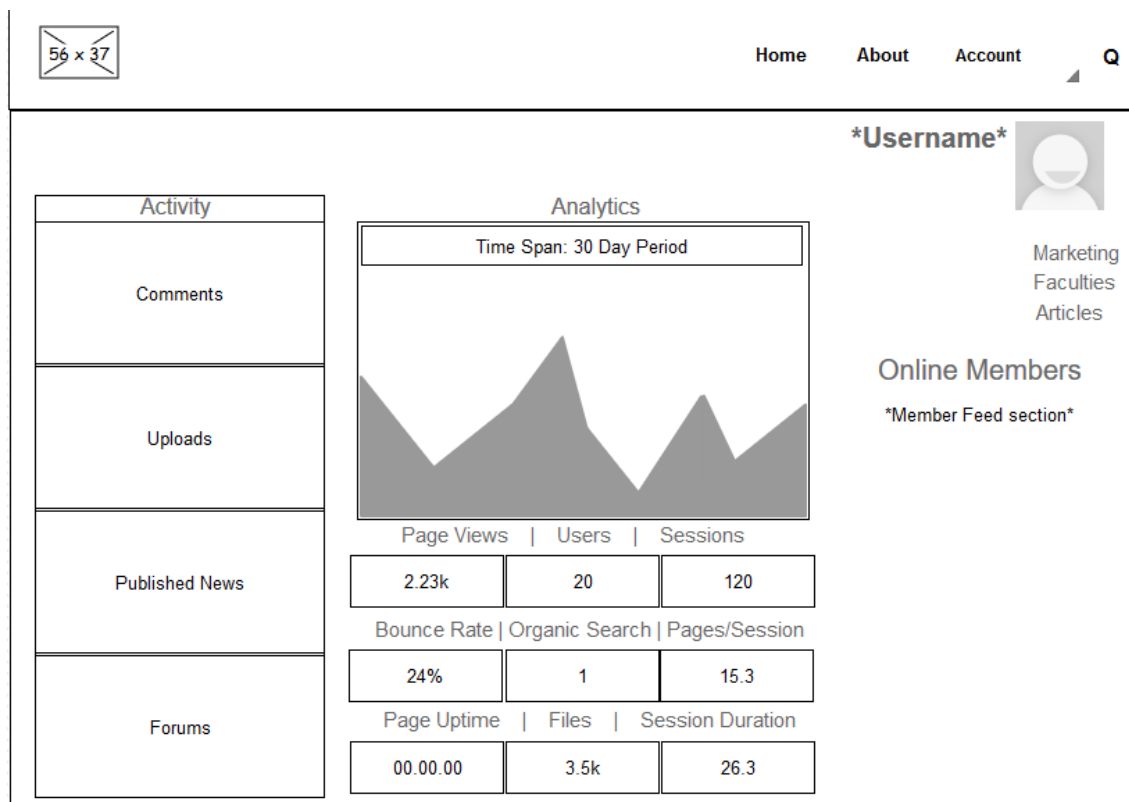 56 x 37
Home About Account Q
*Username*
Activity
Comments
Uploads
Published News
Forums
Analytics
Time Span: 30 Day Period
Page Views | Users | Sessions
2.23k 20 120
Bounce Rate | Organic Search | Pages/Session
24% 1 15.3
Page Uptime | Files | Session Duration
00.00.00 3.5k 26.3
Marketing
Faculties
Articles
Online Members
*Member Feed section*